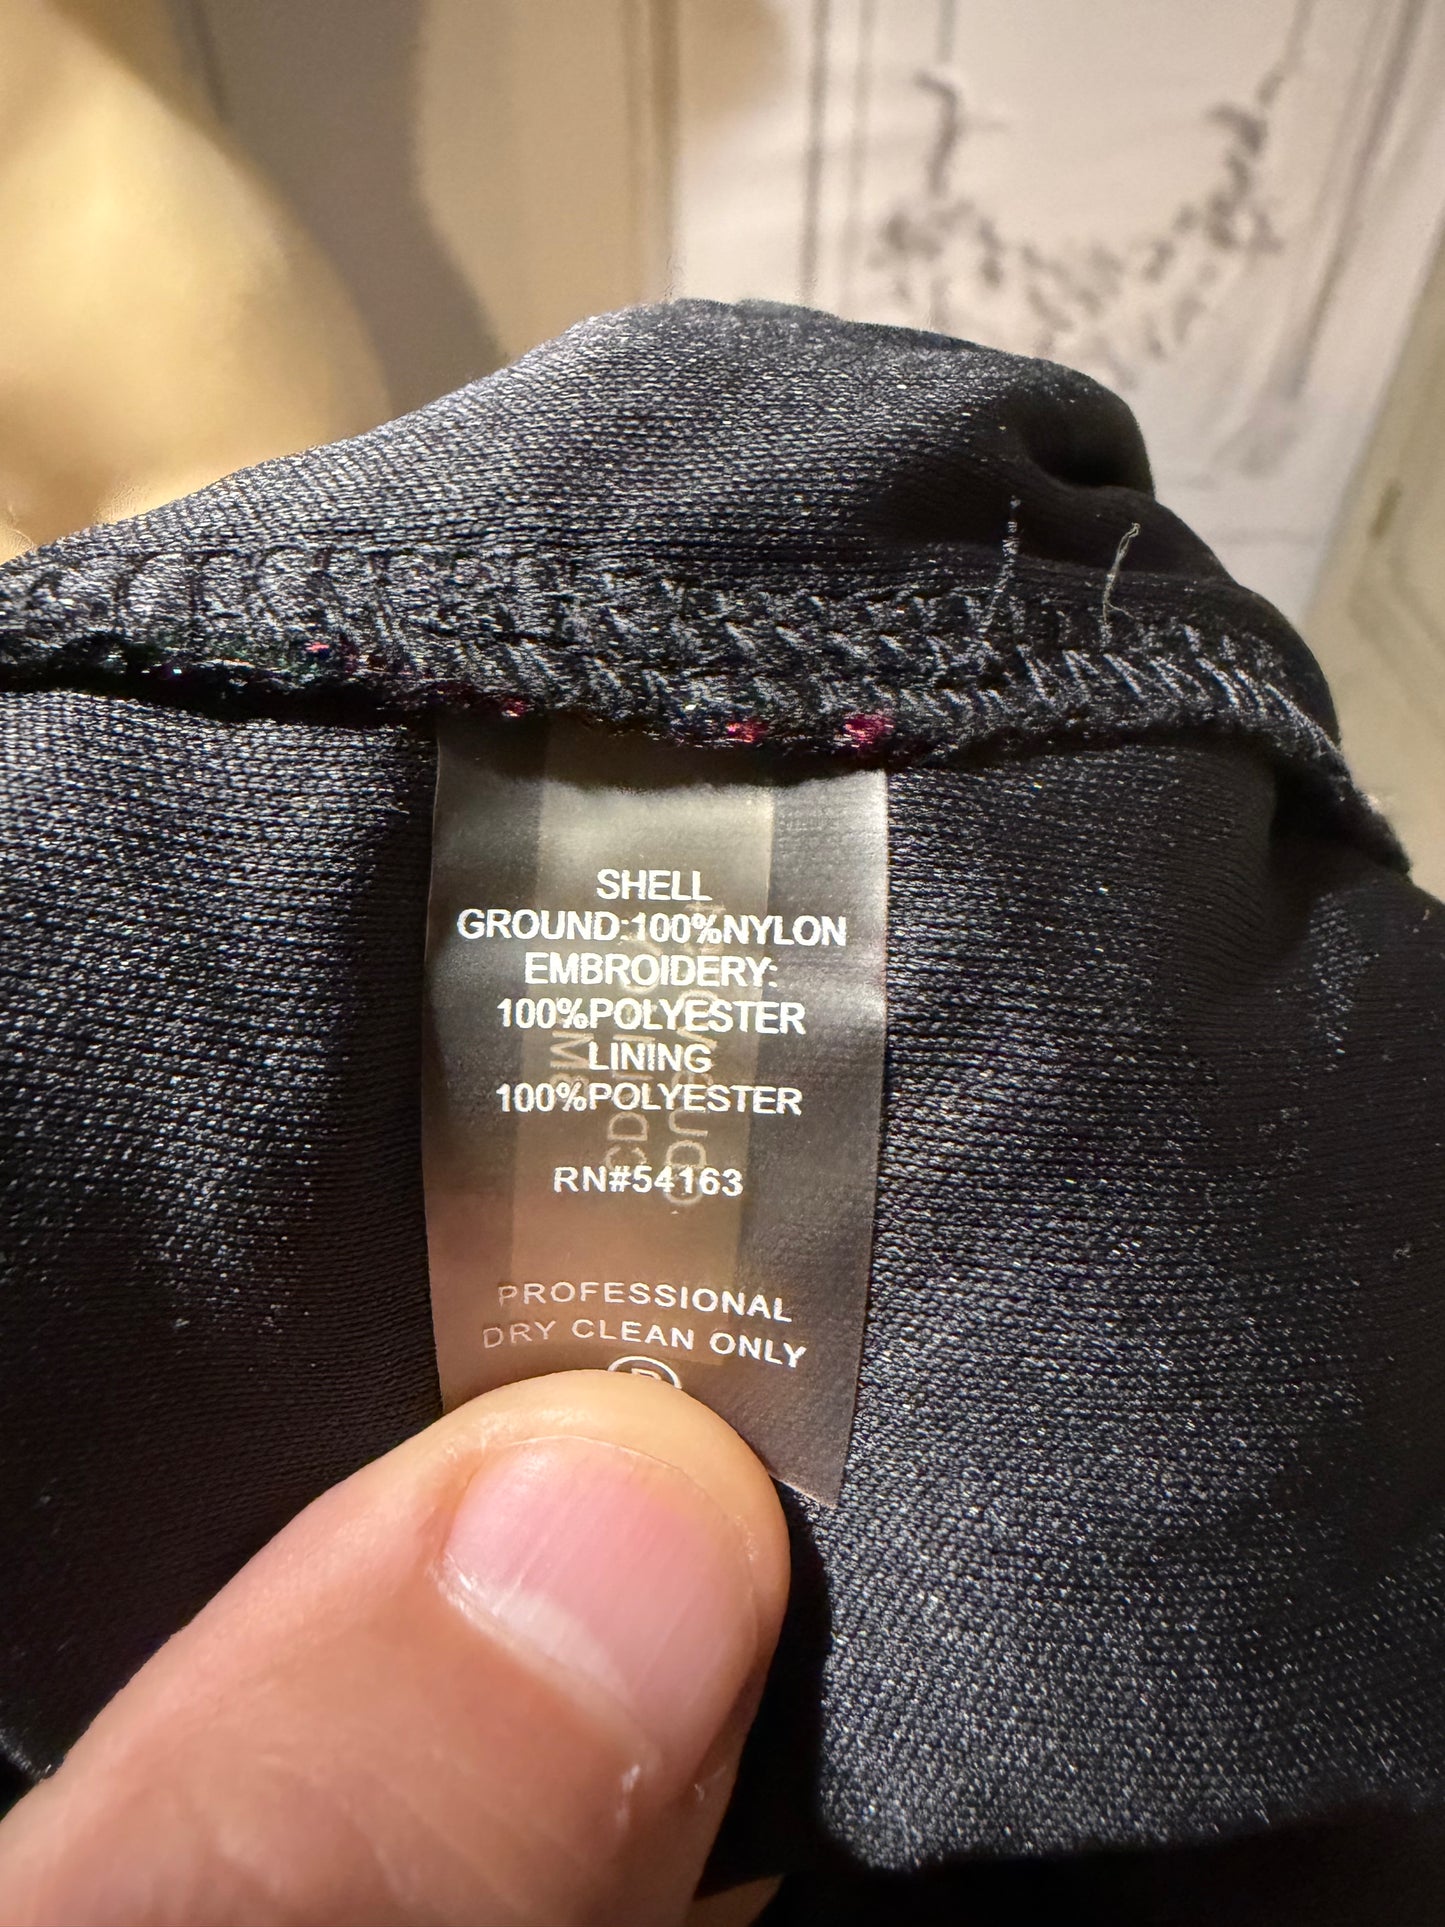 SHELL
GROUND:100%NYLON
EMBROIDERY:
100%POLYESTER
LINING
100%POLYESTER
RN#54163
PROFESSIONAL
DRY CLEAN ONLY